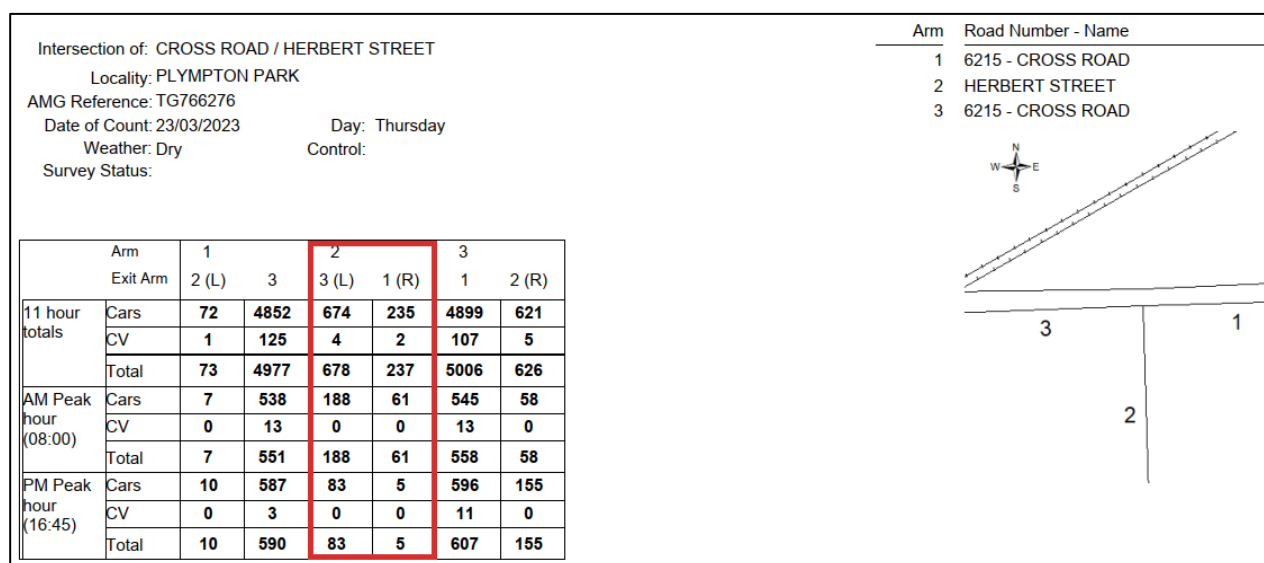 Intersection of: CROSS ROAD / HERBERT STREET
Locality: PLYMPTON PARK
AMG Reference: TG766276
Date of Count: 23/03/2023 Day: Thursday
Weather: Dry Control:
Survey Status:
Arm Road Number - Name
1 6215 - CROSS ROAD
2 HERBERT STREET
3 6215 - CROSS ROAD
N
W E
S
3 1
2
Arm 1 2 3
Exit Arm 2 (L) 3 3 (L) 1 (R) 1 2 (R)
11 hour totals Cars 72 4852 674 235 4899 621
CV 1 125 4 2 107 5
Total 73 4977 678 237 5006 626
AM Peak hour (08:00) Cars 7 538 188 61 545 58
CV 0 13 0 0 13 0
Total 7 551 188 61 558 58
PM Peak hour (16:45) Cars 10 587 83 5 596 155
CV 0 3 0 0 11 0
Total 10 590 83 5 607 155